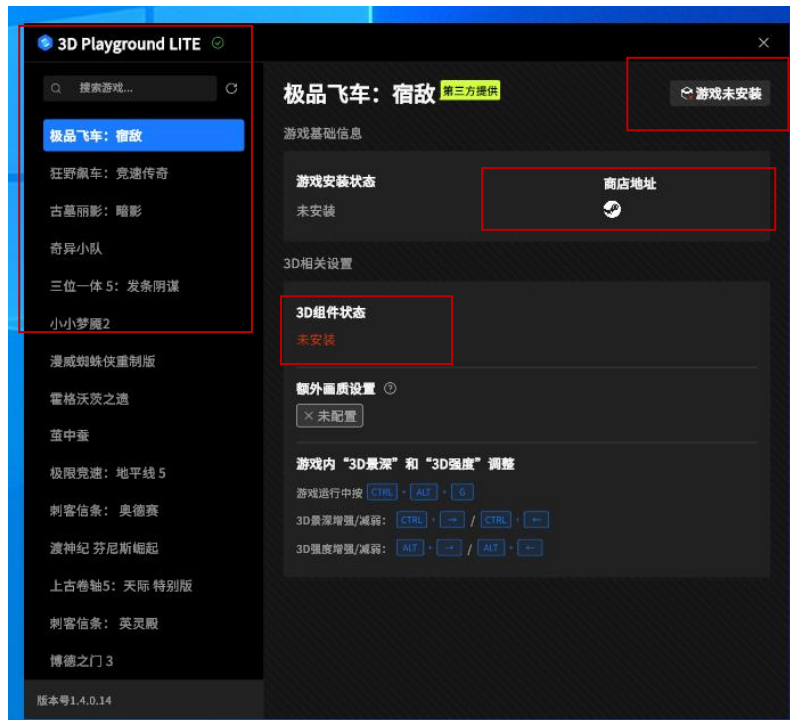 3D Playground LITE
搜索游戏...
极品飞车：宿敌
狂野飙车：竞速传奇
古墓丽影：暗影
奇异小队
三位一体 5：发条阴谋
小小梦魇2
漫威蜘蛛侠重制版
霍格沃茨之遗
茧中蚕
极限竞速：地平线 5
刺客信条： 奥德赛
渡神纪 芬尼斯崛起
上古卷轴5：天际 特别版
刺客信条： 英灵殿
博德之门 3
版本号1.4.0.14
极品飞车：宿敌 第三方提供
游戏未安装
游戏基础信息
游戏安装状态 商店地址
未安装
3D相关设置
3D组件状态
未安装
额外画质设置
× 未配置
游戏内“3D景深”和“3D强度”调整
游戏运行中按 CTRL + ALT + G
3D景深增强/减弱： CTRL + → / CTRL + ←
3D强度增强/减弱： ALT + → / ALT + ←